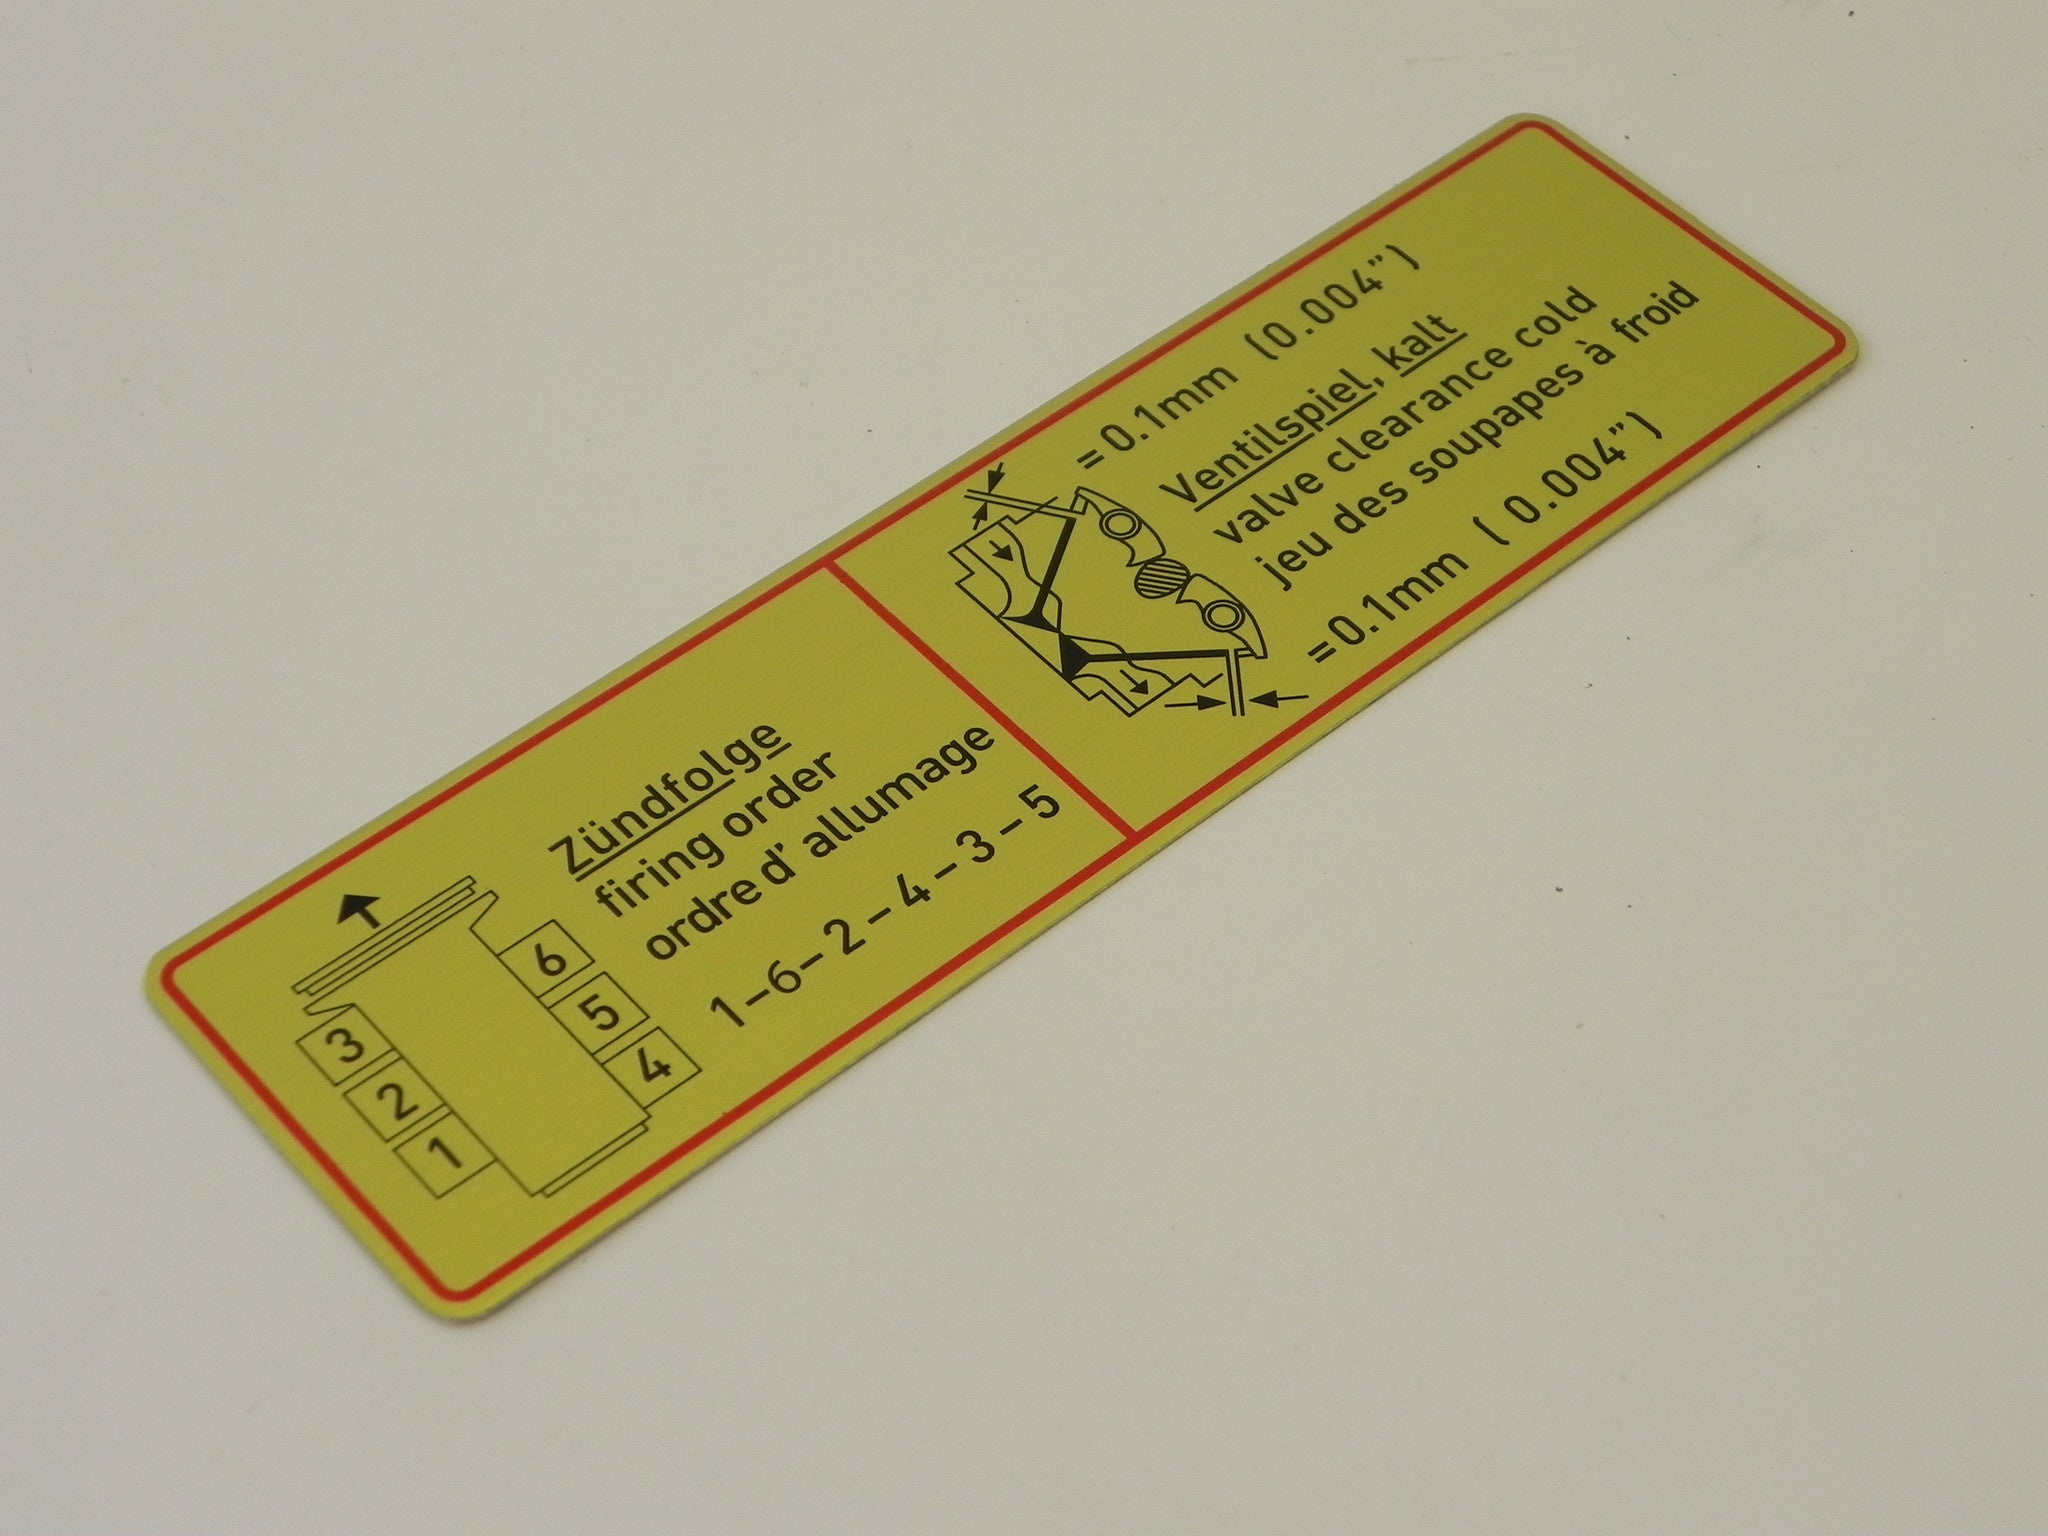 3
2
1
6
5
4
Zündfolge
firing order
ordre d' allumage
1–6–2–4–3–5
=0.1mm (0.004")
Ventilspiel, kalt
valve clearance cold
jeu des soupapes à froid
=0.1mm ( 0.004")